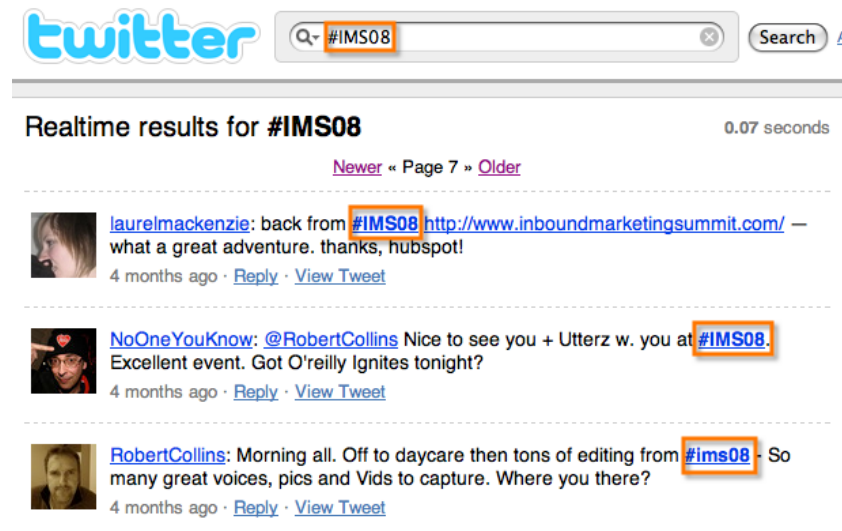 twitter
#IMS08
Search
Realtime results for #IMS08
0.07 seconds
Newer « Page 7 » Older
laurelmackenzie: back from #IMS08 http://www.inboundmarketingsummit.com/ —
what a great adventure. thanks, hubspot!
4 months ago · Reply · View Tweet
NoOneYouKnow: @RobertCollins Nice to see you + Utterz w. you at #IMS08.
Excellent event. Got O'reilly Ignites tonight?
4 months ago · Reply · View Tweet
RobertCollins: Morning all. Off to daycare then tons of editing from #ims08 - So
many great voices, pics and Vids to capture. Where you there?
4 months ago · Reply · View Tweet